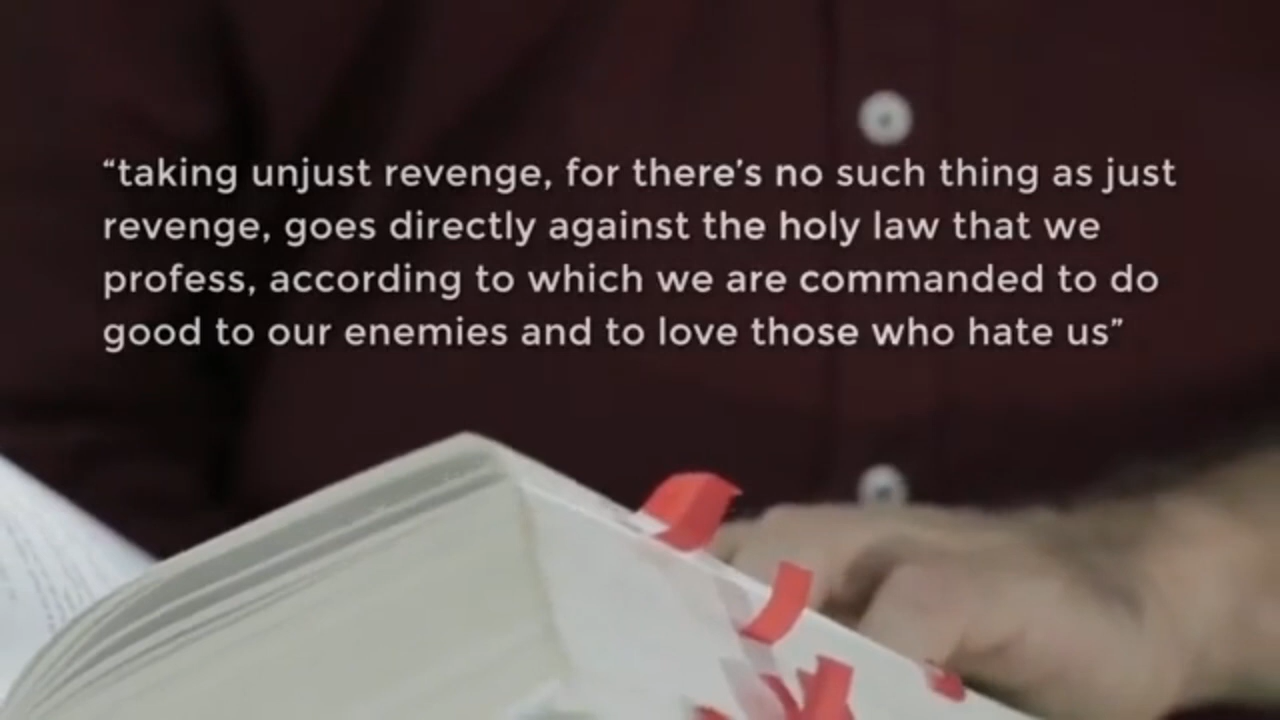 “taking unjust revenge, for there’s no such thing as just
revenge, goes directly against the holy law that we
profess, according to which we are commanded to do
good to our enemies and to love those who hate us”